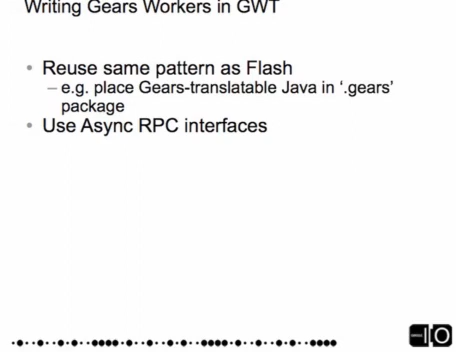 Writing Gears Workers in GWT
• Reuse same pattern as Flash
– e.g. place Gears-translatable Java in '.gears'
package
• Use Async RPC interfaces
IO